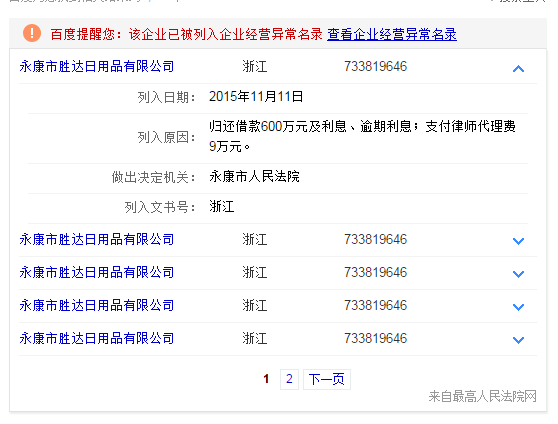 百度提醒您：该企业已被列入企业经营异常名录 查看企业经营异常名录
永康市胜达日用品有限公司 浙江 733819646
列入日期： 2015年11月11日
列入原因： 归还借款600万元及利息、逾期利息；支付律师代理费
9万元。
做出决定机关： 永康市人民法院
列入文书号： 浙江
永康市胜达日用品有限公司 浙江 733819646
永康市胜达日用品有限公司 浙江 733819646
永康市胜达日用品有限公司 浙江 733819646
永康市胜达日用品有限公司 浙江 733819646
1 2 下一页
来自最高人民法院网